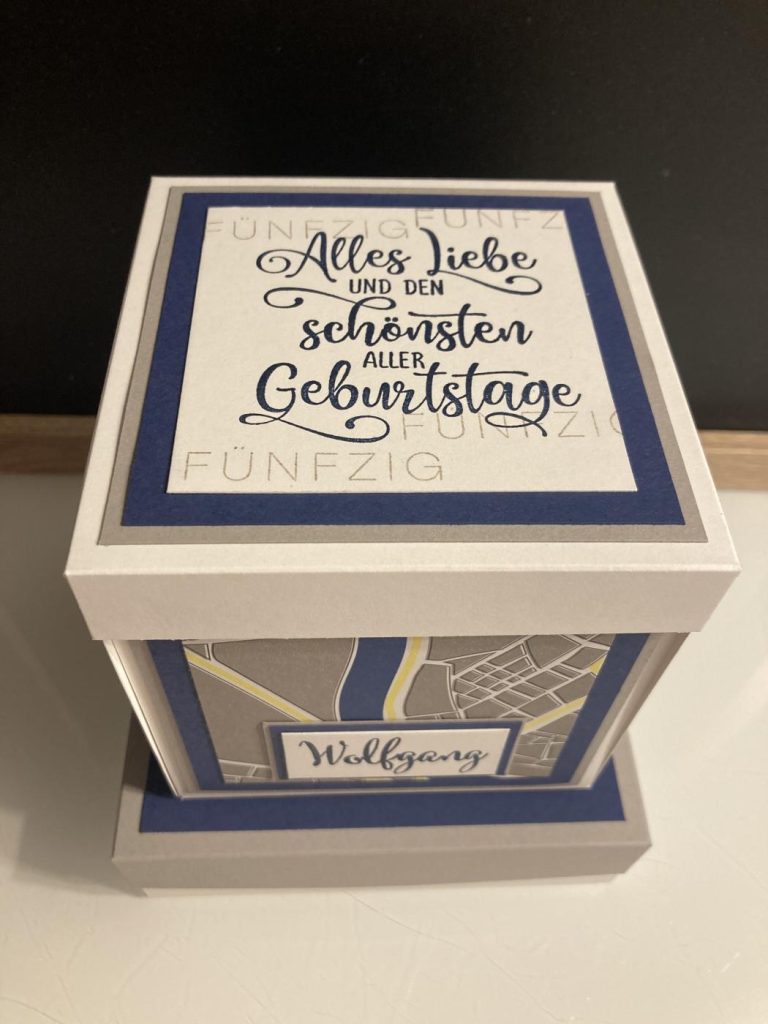 FÜNFZIG FÜNFZ
Alles Liebe
UND DEN
schönsten
ALLER
Geburtstage
FÜNFZIG
FÜNFZIG
Wolfgang